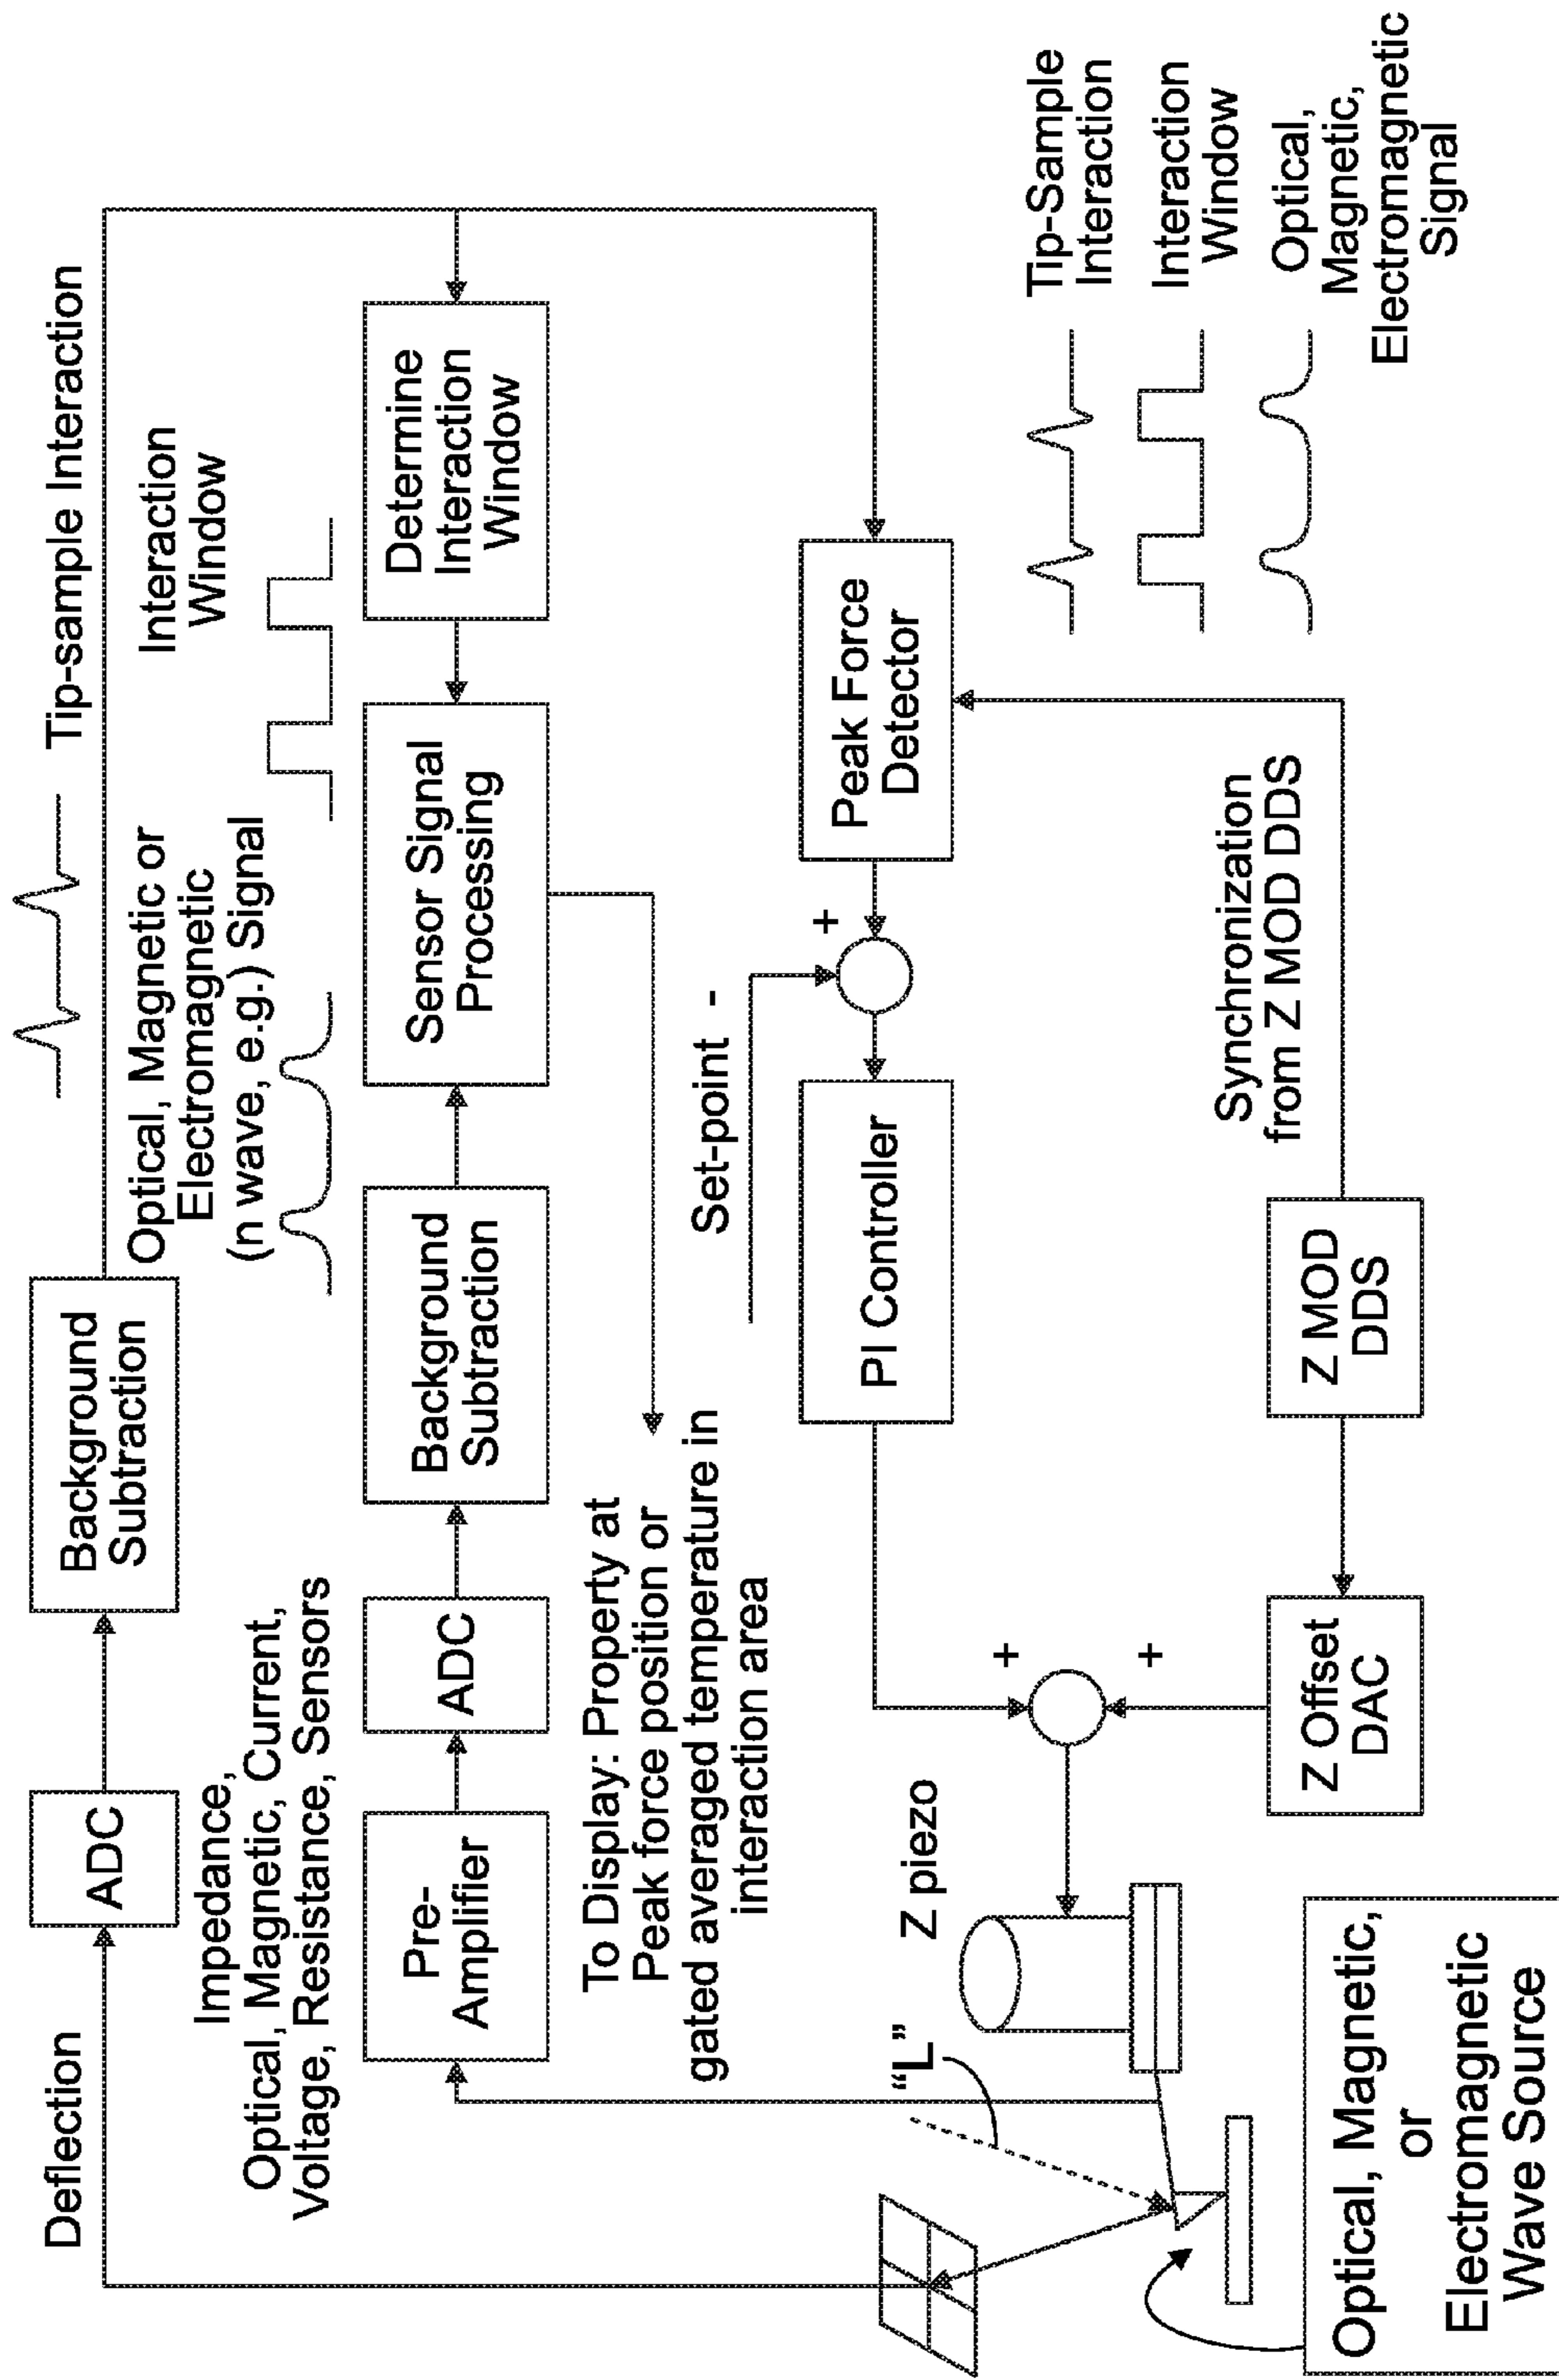 Deflection
ADC
Background
Subtraction
Tip-sample Interaction
Impedance,
Optical, Magnetic, Current,
Voltage, Resistance, Sensors
Optical, Magnetic or
Electromagnetic
(n wave, e.g.) Signal
Interaction
Window
Pre-
Amplifier
ADC
Background
Subtraction
Sensor Signal
Processing
Determine
Interaction
Window
To Display: Property at
Peak force position or
gated averaged temperature in
interaction area
Set-point -
+
"L"
Z piezo
+
+
PI Controller
Peak Force
Detector
Tip-Sample
Interaction
Interaction
Window
Optical,
Magnetic,
Electromagnetic
Signal
Synchronization
from Z MOD DDS
Z Offset
DAC
Z MOD
DDS
Optical, Magnetic,
or
Electromagnetic
Wave Source